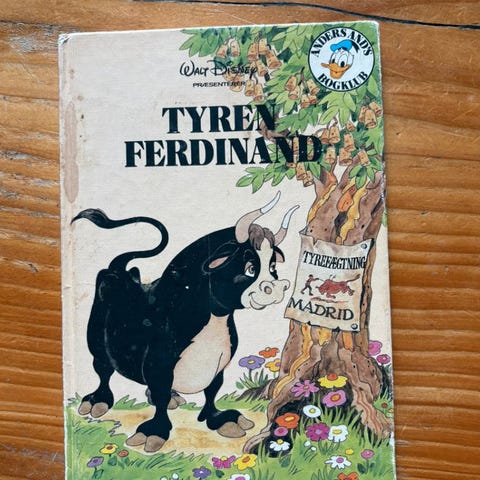 WALT DISNEY
PRÆSENTERER
ANDERS AND'S
BOGKLUB
TYREN
FERDINAND
TYREFÆGTNING
MADRID